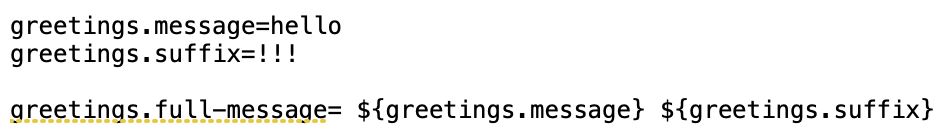 greetings.message=hello
greetings.suffix=!!!
greetings.full-message= ${greetings.message} ${greetings.suffix}